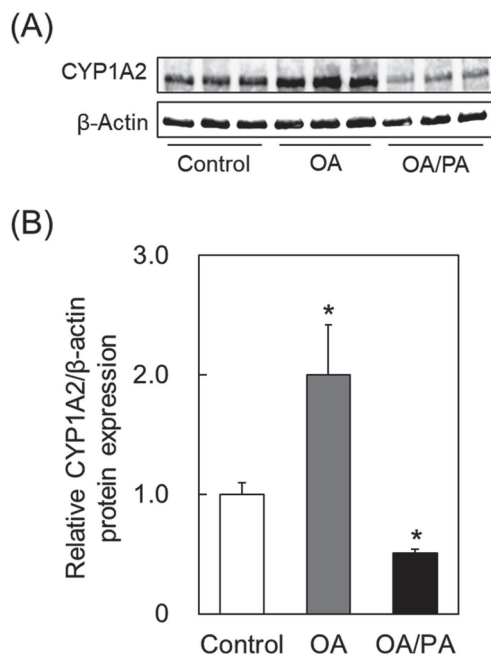 (A)
CYP1A2
β-Actin
Control OA OA/PA
(B)
Relative CYP1A2/β-actin
protein expression
3.0
2.0
1.0
0
*
*
Control OA OA/PA